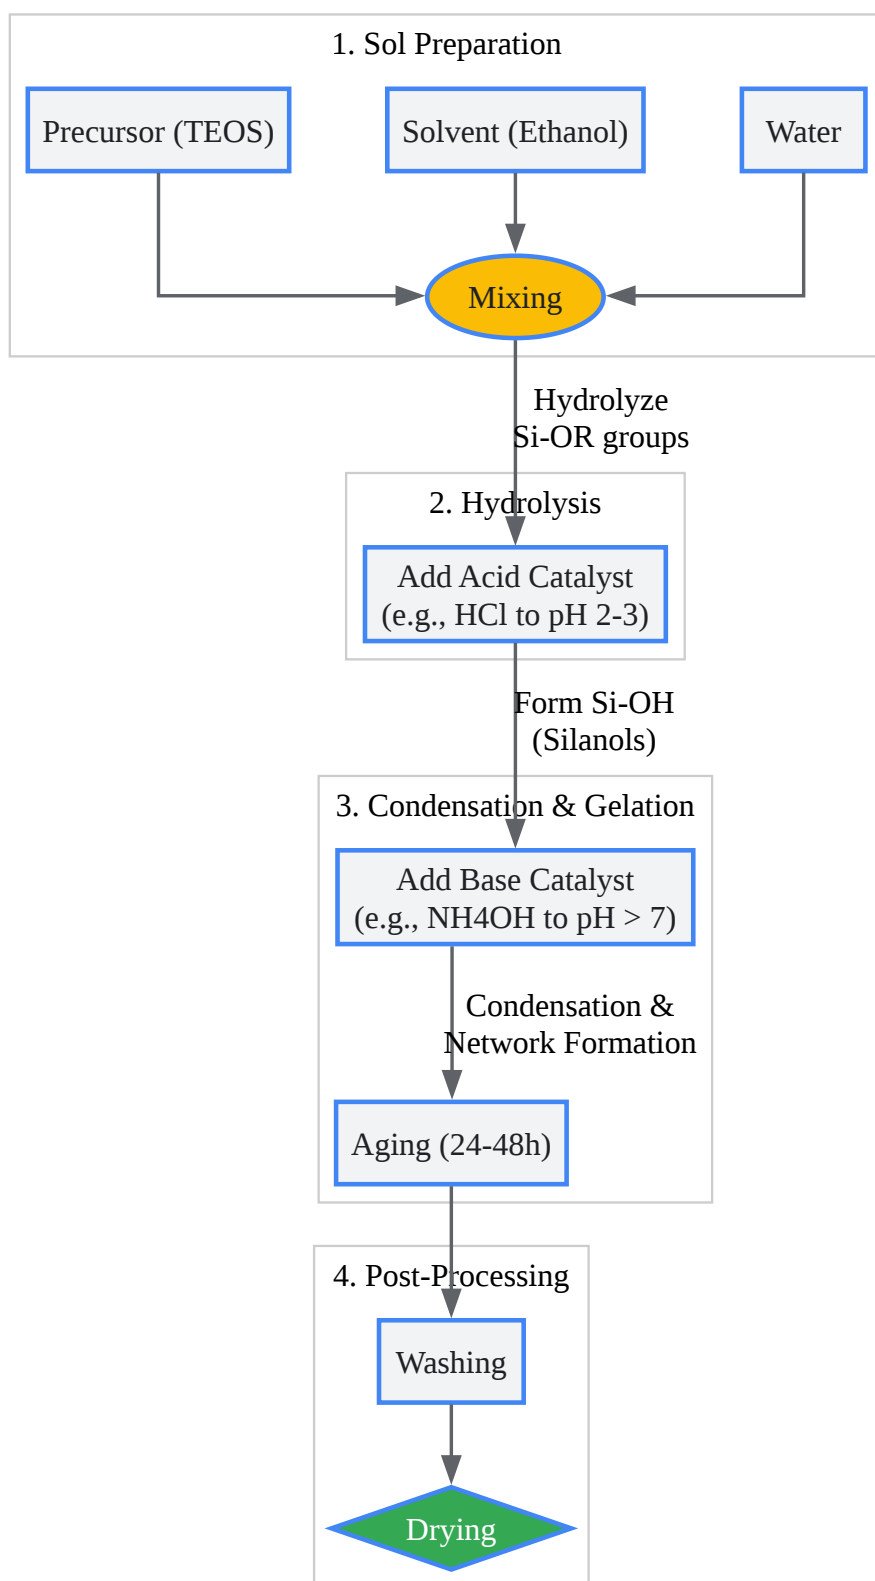 1. Sol Preparation
Precursor (TEOS)
Solvent (Ethanol)
Water
Mixing
Hydrolyze
Si-OR groups
2. Hydrolysis
Add Acid Catalyst
(e.g., HCl to pH 2-3)
Form Si-OH
(Silanols)
3. Condensation & Gelation
Add Base Catalyst
(e.g., NH4OH to pH > 7)
Condensation &
Network Formation
Aging (24-48h)
4. Post-Processing
Washing
Drying